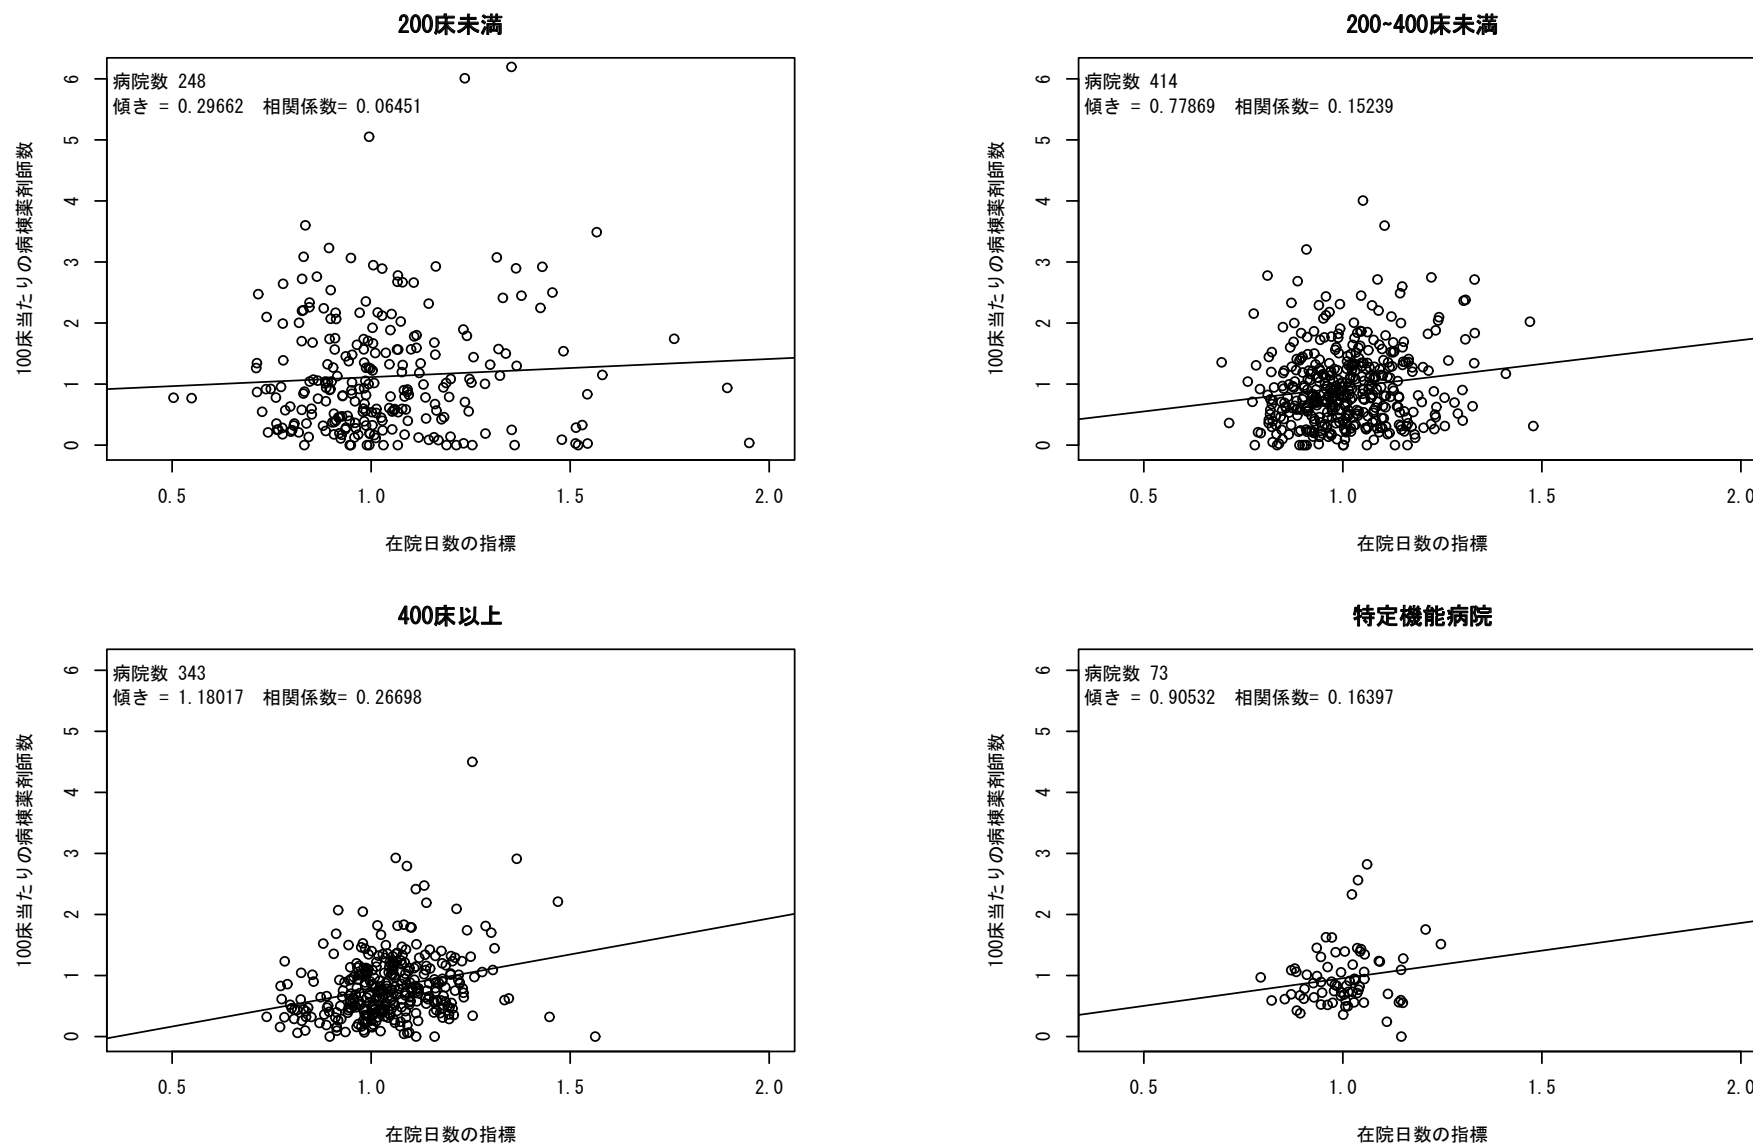 200床未満
病院数 248
傾き = 0.29662 相関係数= 0.06451
100床当たりの病棟薬剤師数
6
5
4
3
2
1
0
0.5 1.0 1.5 2.0
在院日数の指標
200~400床未満
病院数 414
傾き = 0.77869 相関係数= 0.15239
100床当たりの病棟薬剤師数
6
5
4
3
2
1
0
0.5 1.0 1.5 2.0
在院日数の指標
400床以上
病院数 343
傾き = 1.18017 相関係数= 0.26698
100床当たりの病棟薬剤師数
6
5
4
3
2
1
0
0.5 1.0 1.5 2.0
在院日数の指標
特定機能病院
病院数 73
傾き = 0.90532 相関係数= 0.16397
100床当たりの病棟薬剤師数
6
5
4
3
2
1
0
0.5 1.0 1.5 2.0
在院日数の指標